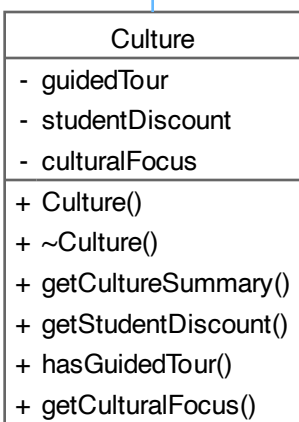 Culture
- guidedTour
- studentDiscount
- culturalFocus
+ Culture()
+ ~Culture()
+ getCultureSummary()
+ getStudentDiscount()
+ hasGuidedTour()
+ getCulturalFocus()